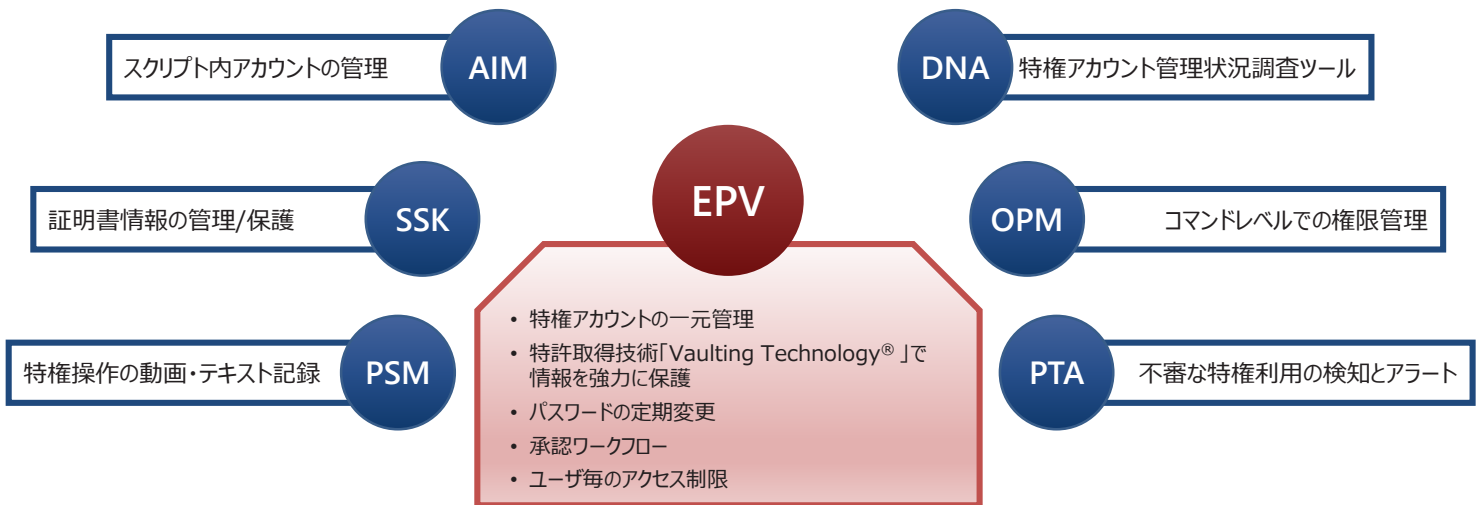 スクリプト内アカウントの管理
AIM
DNA
特権アカウント管理状況調査ツール
EPV
証明書情報の管理/保護
SSK
OPM
コマンドレベルでの権限管理
特権操作の動画・テキスト記録
PSM
• 特権アカウントの一元管理
• 特許取得技術「Vaulting Technology®」で
情報を強力に保護
• パスワードの定期変更
• 承認ワークフロー
• ユーザ毎のアクセス制限
PTA
不審な特権利用の検知とアラート